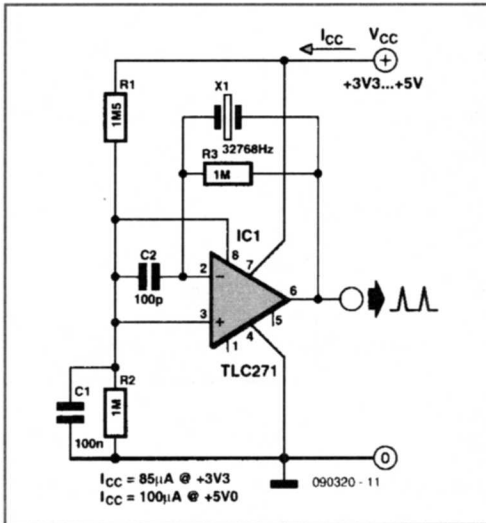 ICC VCC
+3V3...+5V
R1
1M5
X1
32768Hz
R3
1M
IC1
C2
100p
8
7
2
−
6
3
+
5
1
4
TLC271
C1
100n
R2
1M
0
ICC = 85µA @ +3V3
ICC = 100µA @ +5V0
090320 - 11